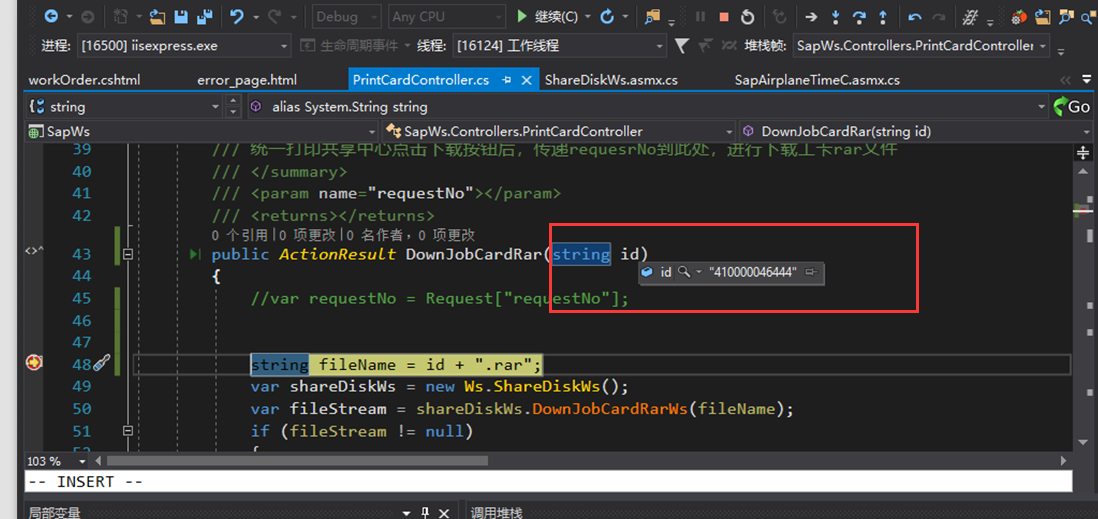 Debug Any CPU 继续(C)
进程: [16500] iisexpress.exe 生命周期事件 线程: [16124] 工作线程 堆栈帧: SapWs.Controllers.PrintCardController
workOrder.cshtml error_page.html PrintCardController.cs ShareDiskWs.asmx.cs SapAirplaneTimeC.asmx.cs
string alias System.String string Go
SapWs SapWs.Controllers.PrintCardController DownJobCardRar(string id)
39 /// 统一打印共享中心点击下载按钮后，传递requesrNo到此处，进行下载工卡rar文件
40 /// </summary>
41 /// <param name="requestNo"></param>
42 /// <returns></returns>
0 个引用|0 项更改|0 名作者，0 项更改
43 public ActionResult DownJobCardRar(string id)
id "410000046444"
44 {
45 //var requestNo = Request["requestNo"];
46
47
48 string fileName = id + ".rar";
49 var shareDiskWs = new Ws.ShareDiskWs();
50 var fileStream = shareDiskWs.DownJobCardRarWs(fileName);
51 if (fileStream != null)
52 {
103 %
-- INSERT --
局部变量 调用堆栈